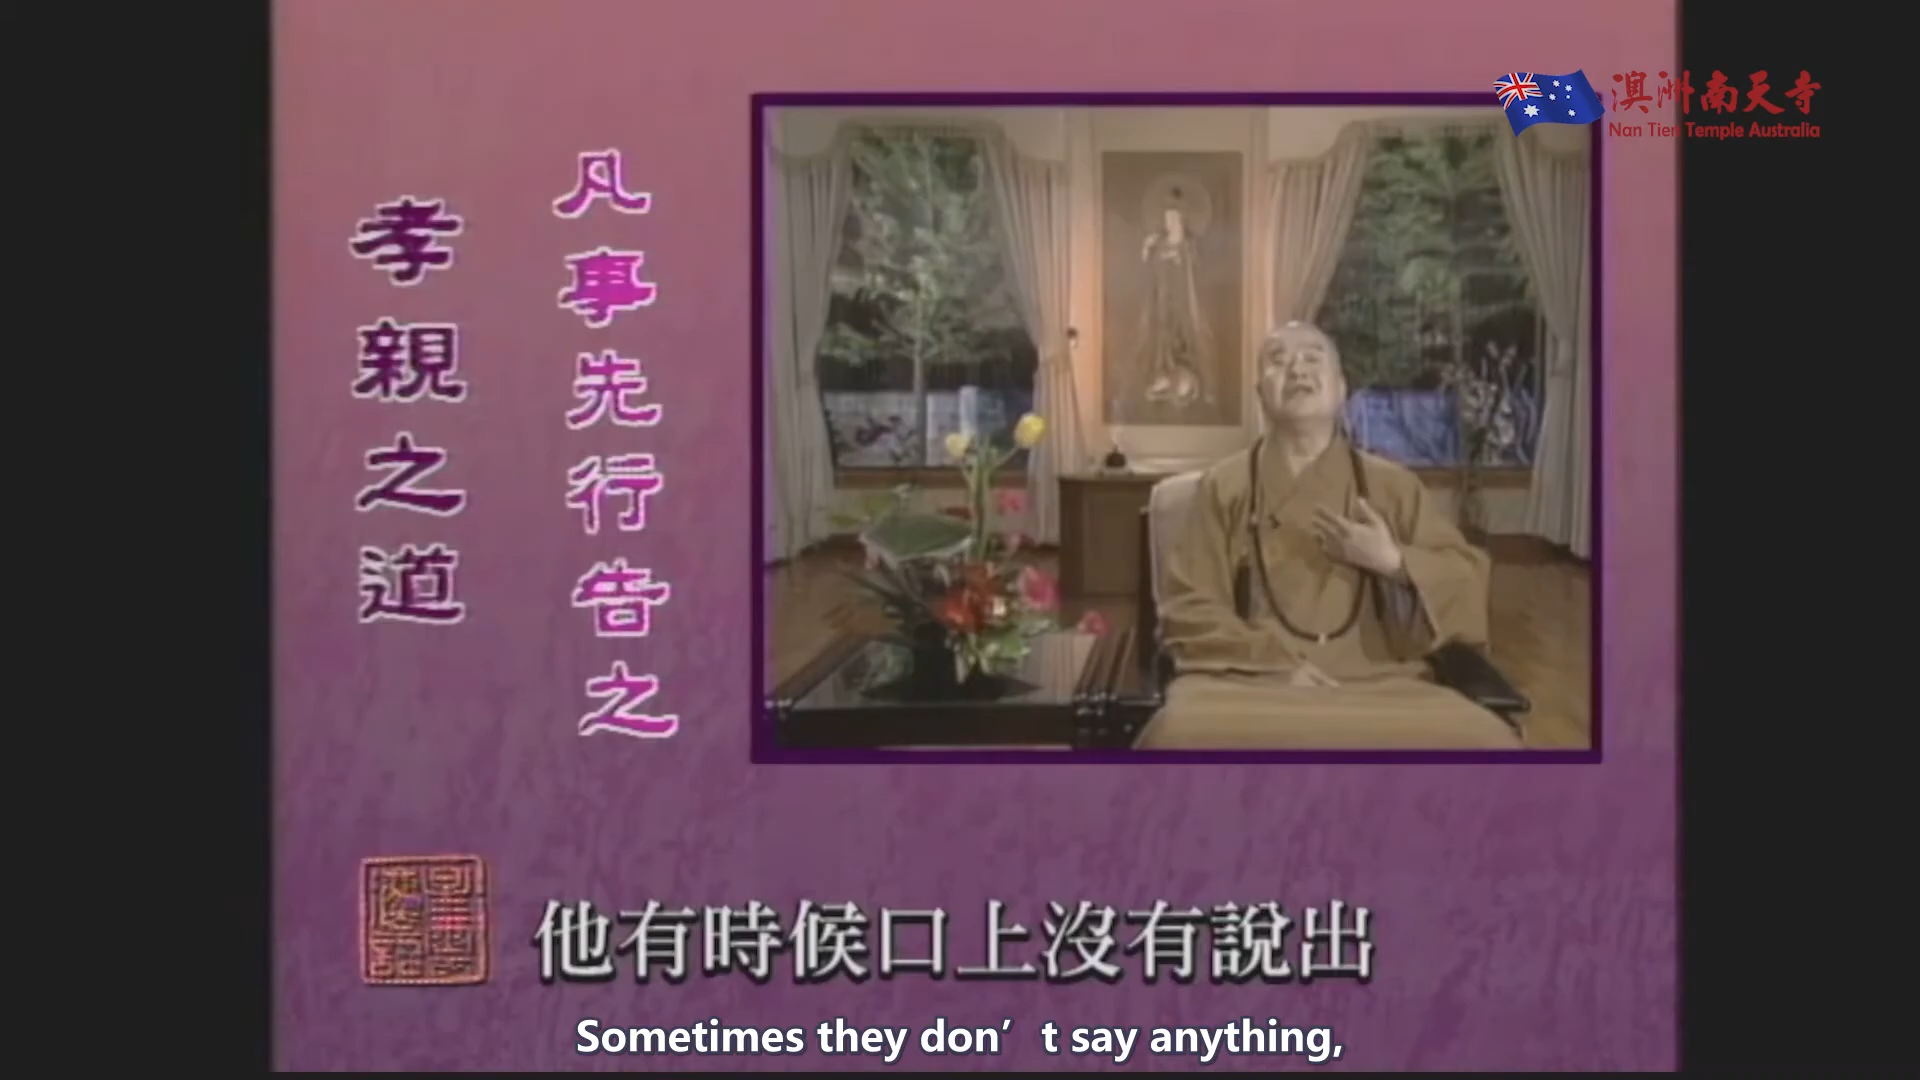 澳洲南天寺
Nan Tien Temple Australia
孝親之道
凡事先行告之
他有時候口上沒有說出
Sometimes they don’t say anything,